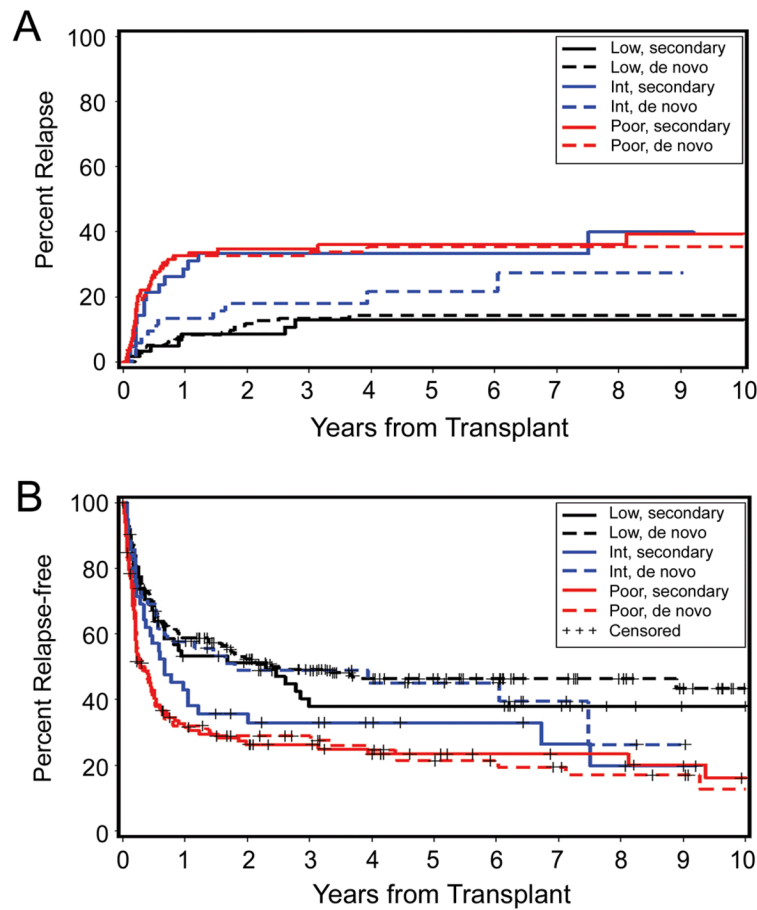 A
Percent Relapse
100
80
60
40
20
0
Low, secondary
Low, de novo
Int, secondary
Int, de novo
Poor, secondary
Poor, de novo
0 1 2 3 4 5 6 7 8 9 10
Years from Transplant
B
Percent Relapse-free
100
80
60
40
20
0
Low, secondary
Low, de novo
Int, secondary
Int, de novo
Poor, secondary
Poor, de novo
+++ Censored
0 1 2 3 4 5 6 7 8 9 10
Years from Transplant